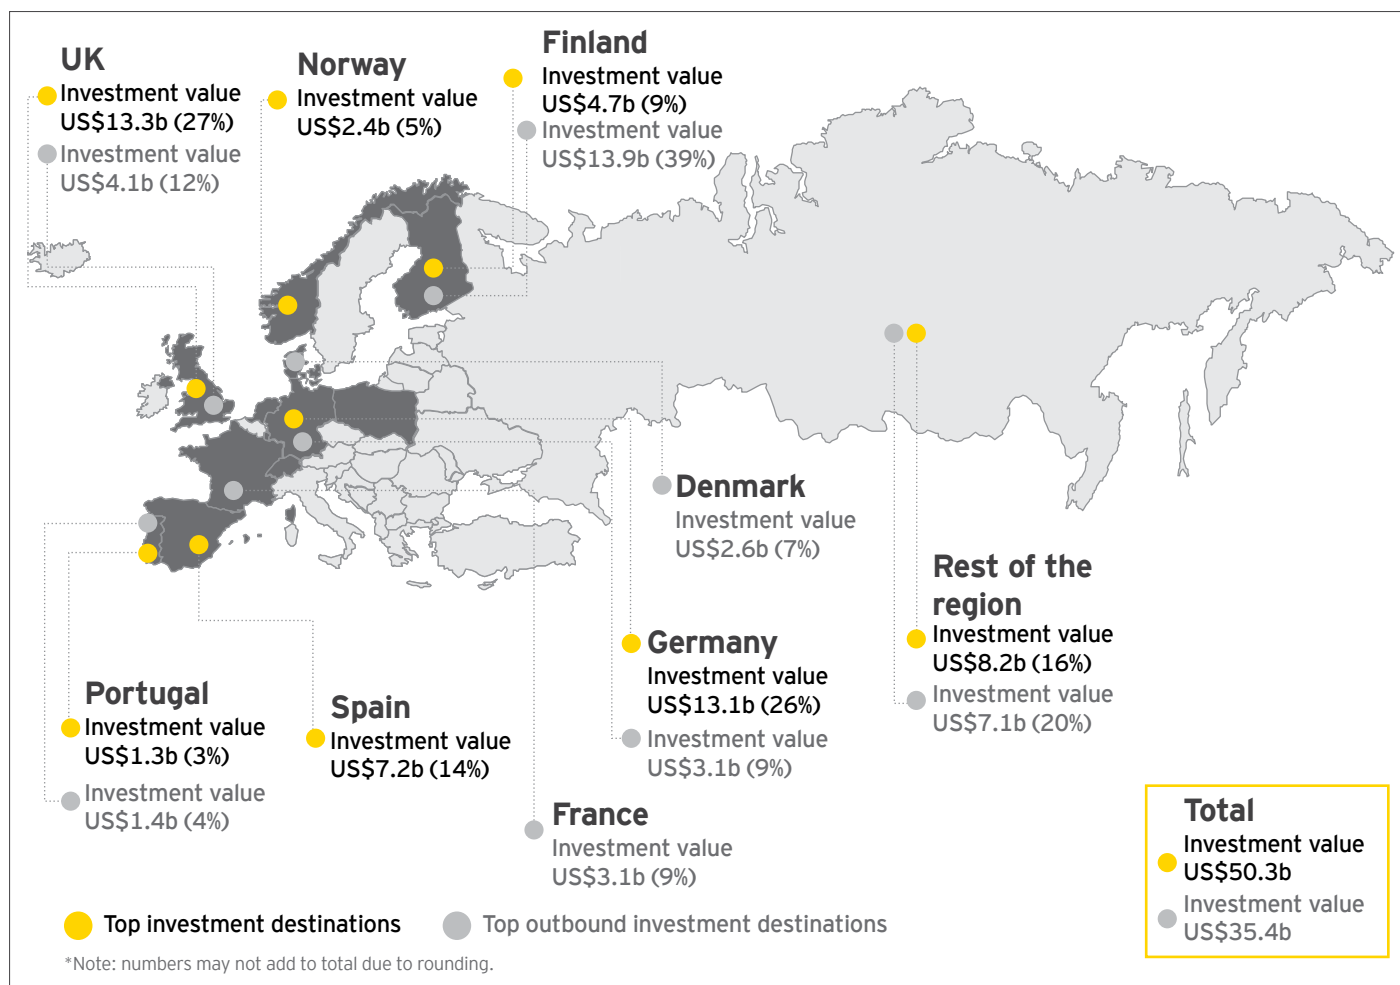 UK
Investment value
US$13.3b (27%)
Investment value
US$4.1b (12%)
Norway
Investment value
US$2.4b (5%)
Finland
Investment value
US$4.7b (9%)
Investment value
US$13.9b (39%)
Denmark
Investment value
US$2.6b (7%)
Rest of the
region
Investment value
US$8.2b (16%)
Investment value
US$7.1b (20%)
Germany
Investment value
US$13.1b (26%)
Investment value
US$3.1b (9%)
Portugal
Investment value
US$1.3b (3%)
Investment value
US$1.4b (4%)
Spain
Investment value
US$7.2b (14%)
France
Investment value
US$3.1b (9%)
Total
Investment value
US$50.3b
Investment value
US$35.4b
Top investment destinations
Top outbound investment destinations
*Note: numbers may not add to total due to rounding.